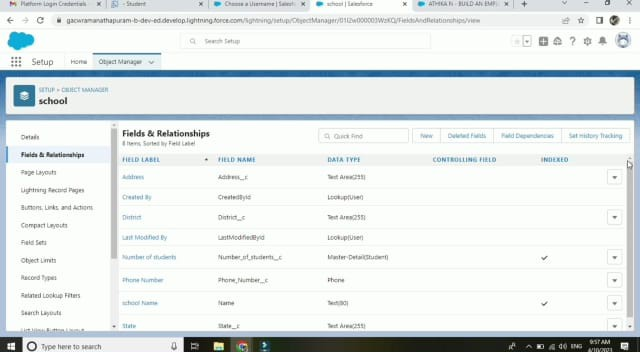 Platform Login Credentials -
- Student
Choose a Username | Salesfo
school | Salesforce
ATHIKA N - BUILD AN EMPL
gacwramanathapuram-b-dev-ed.develop.lightning.force.com/lightning/setup/ObjectManager/01I2w000003WzKQ/FieldsAndRelationships/view
Search Setup
Setup
Home
Object Manager
SETUP > OBJECT MANAGER
school
Details
Fields & Relationships
Page Layouts
Lightning Record Pages
Buttons, Links, and Actions
Compact Layouts
Field Sets
Object Limits
Record Types
Related Lookup Filters
Search Layouts
List View Button Layout
Fields & Relationships
8 Items, Sorted by Field Label
Quick Find
New
Deleted Fields
Field Dependencies
Set History Tracking
FIELD LABEL FIELD NAME DATA TYPE CONTROLLING FIELD INDEXED
Address Address__c Text Area(255)
Created By CreatedById Lookup(User)
District District__c Text Area(255)
Last Modified By LastModifiedById Lookup(User)
Number of students Number_of_students__c Master-Detail(Student)
Phone Number Phone_Number__c Phone
school Name Name Text(80)
State State__c Text Area(255)
Type here to search
ENG
9:57 AM
4/10/2023